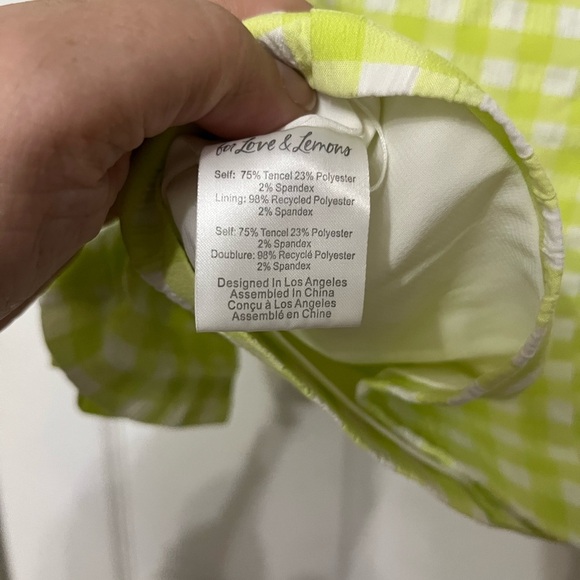 for Love & Lemons
Self: 75% Tencel 23% Polyester
2% Spandex
Lining: 98% Recycled Polyester
2% Spandex
Self: 75% Tencel 23% Polyester
2% Spandex
Doublure: 98% Recyclé Polyester
2% Spandex
Designed In Los Angeles
Assembled In China
Conçu à Los Angeles
Assemblé en Chine